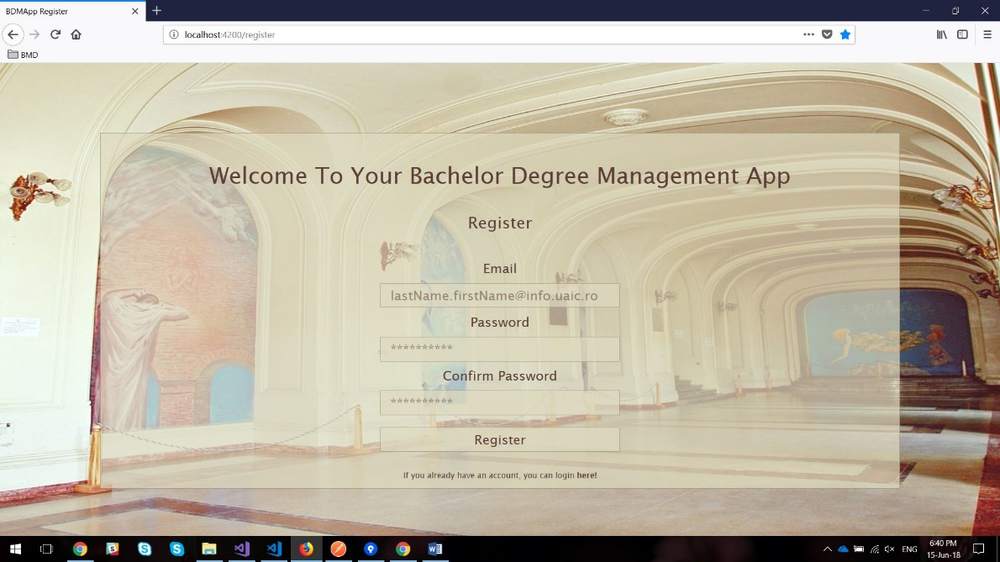 BDMApp Register
localhost:4200/register
BMD
Welcome To Your Bachelor Degree Management App
Register
Email
lastName.firstName@info.uaic.ro
Password
**********
Confirm Password
**********
Register
If you already have an account, you can login here!
ENG
6:40 PM
15-Jun-18